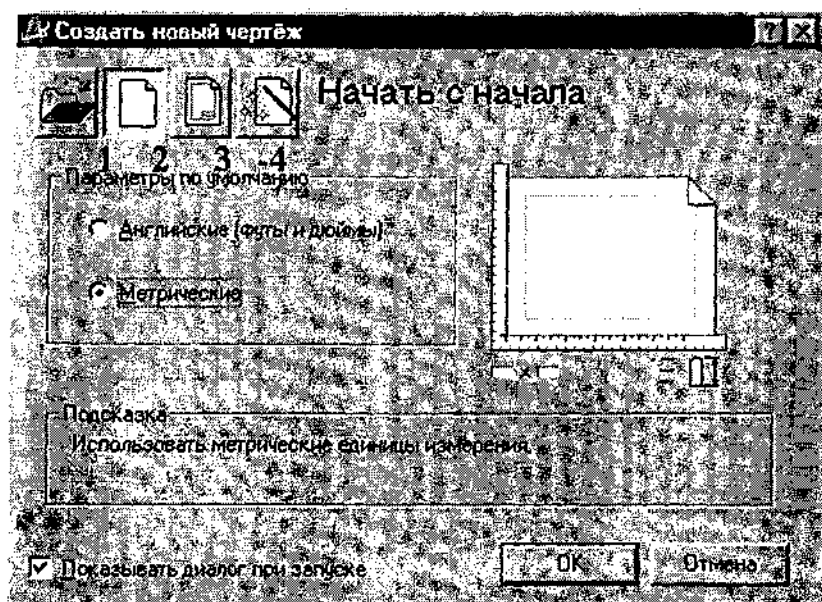 Создать новый чертёж
Начать с начала
1 2 3 4
Параметры по умолчанию
Английские (футы и дюймы)
Метрические
Подсказка
Использовать метрические единицы измерения.
Показывать диалог при запуске
OK
Отмена